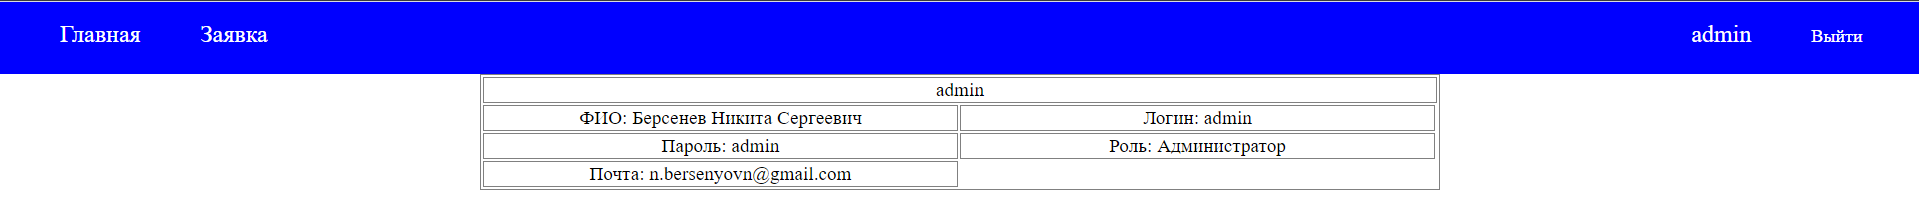 Главная Заявка admin Выйти
admin
ФИО: Берсенев Никита Сергеевич Логин: admin
Пароль: admin Роль: Администратор
Почта: n.bersenyovn@gmail.com